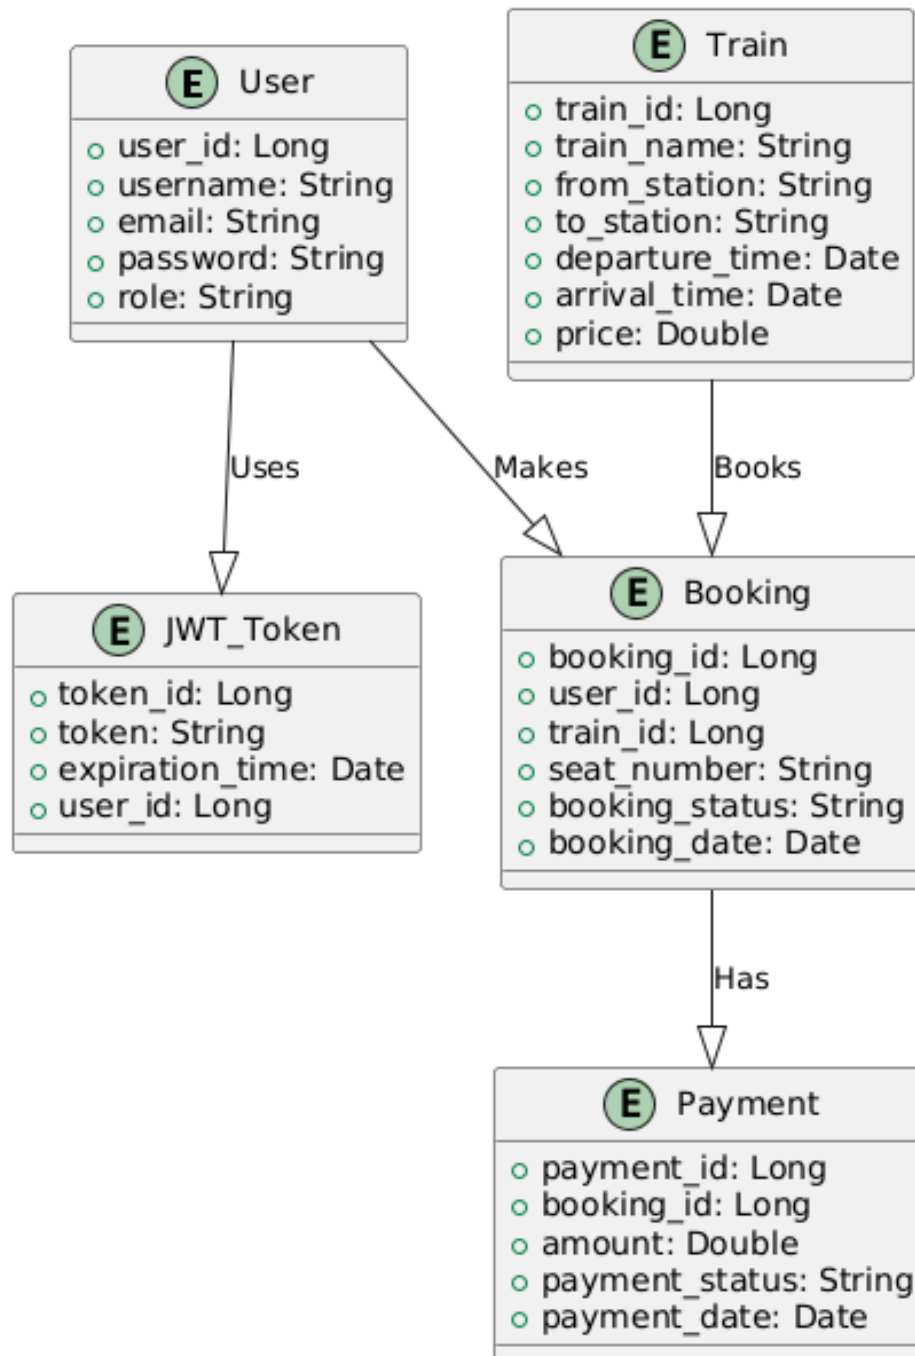 E User
user_id: Long
username: String
email: String
password: String
role: String
E Train
train_id: Long
train_name: String
from_station: String
to_station: String
departure_time: Date
arrival_time: Date
price: Double
Uses
Makes
Books
E JWT_Token
token_id: Long
token: String
expiration_time: Date
user_id: Long
E Booking
booking_id: Long
user_id: Long
train_id: Long
seat_number: String
booking_status: String
booking_date: Date
Has
E Payment
payment_id: Long
booking_id: Long
amount: Double
payment_status: String
payment_date: Date